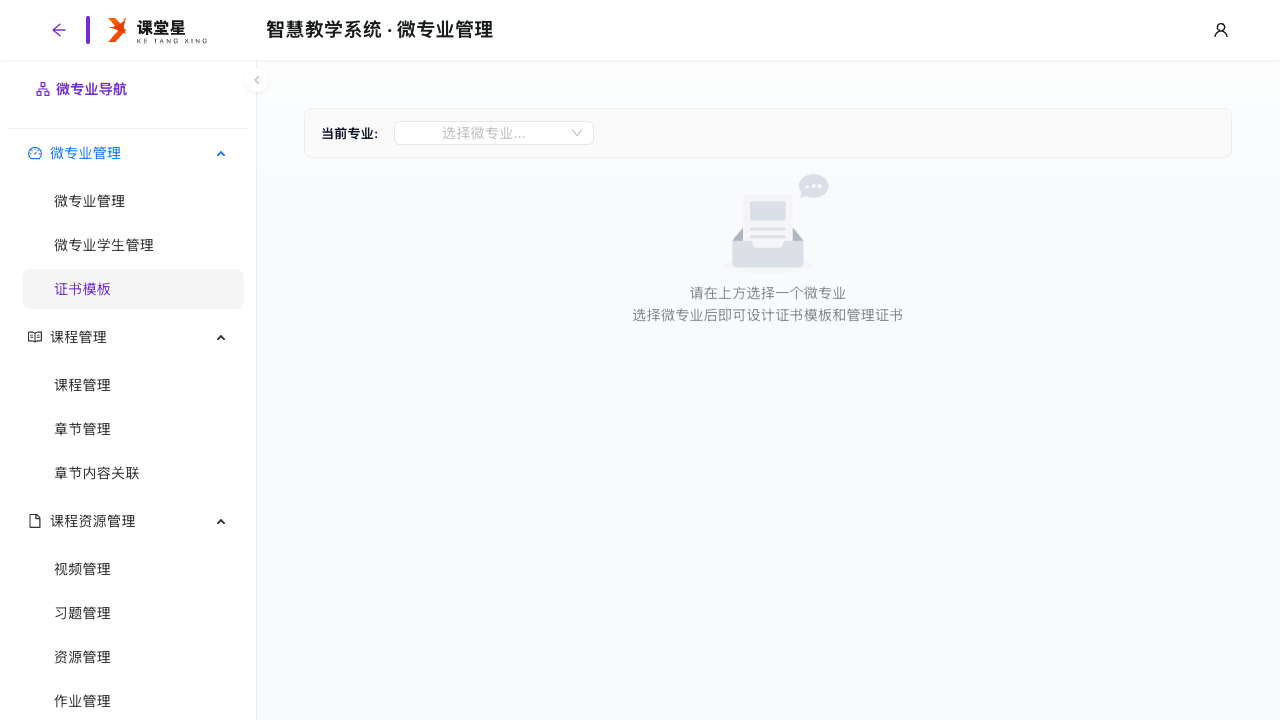 课堂星
KE TANG XING
智慧教学系统 · 微专业管理
微专业导航
微专业管理
微专业管理
微专业学生管理
证书模板
课程管理
课程管理
章节管理
章节内容关联
课程资源管理
视频管理
习题管理
资源管理
作业管理
当前专业:
选择微专业...
请在上方选择一个微专业
选择微专业后即可设计证书模板和管理证书